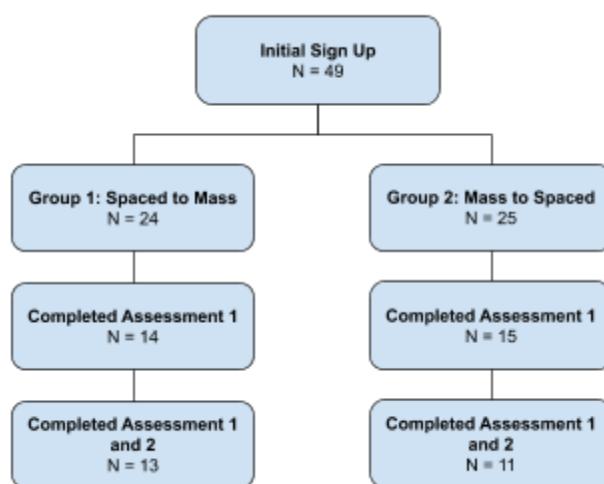 Initial Sign Up
N = 49
Group 1: Spaced to Mass
N = 24
Group 2: Mass to Spaced
N = 25
Completed Assessment 1
N = 14
Completed Assessment 1
N = 15
Completed Assessment 1
and 2
N = 13
Completed Assessment 1
and 2
N = 11